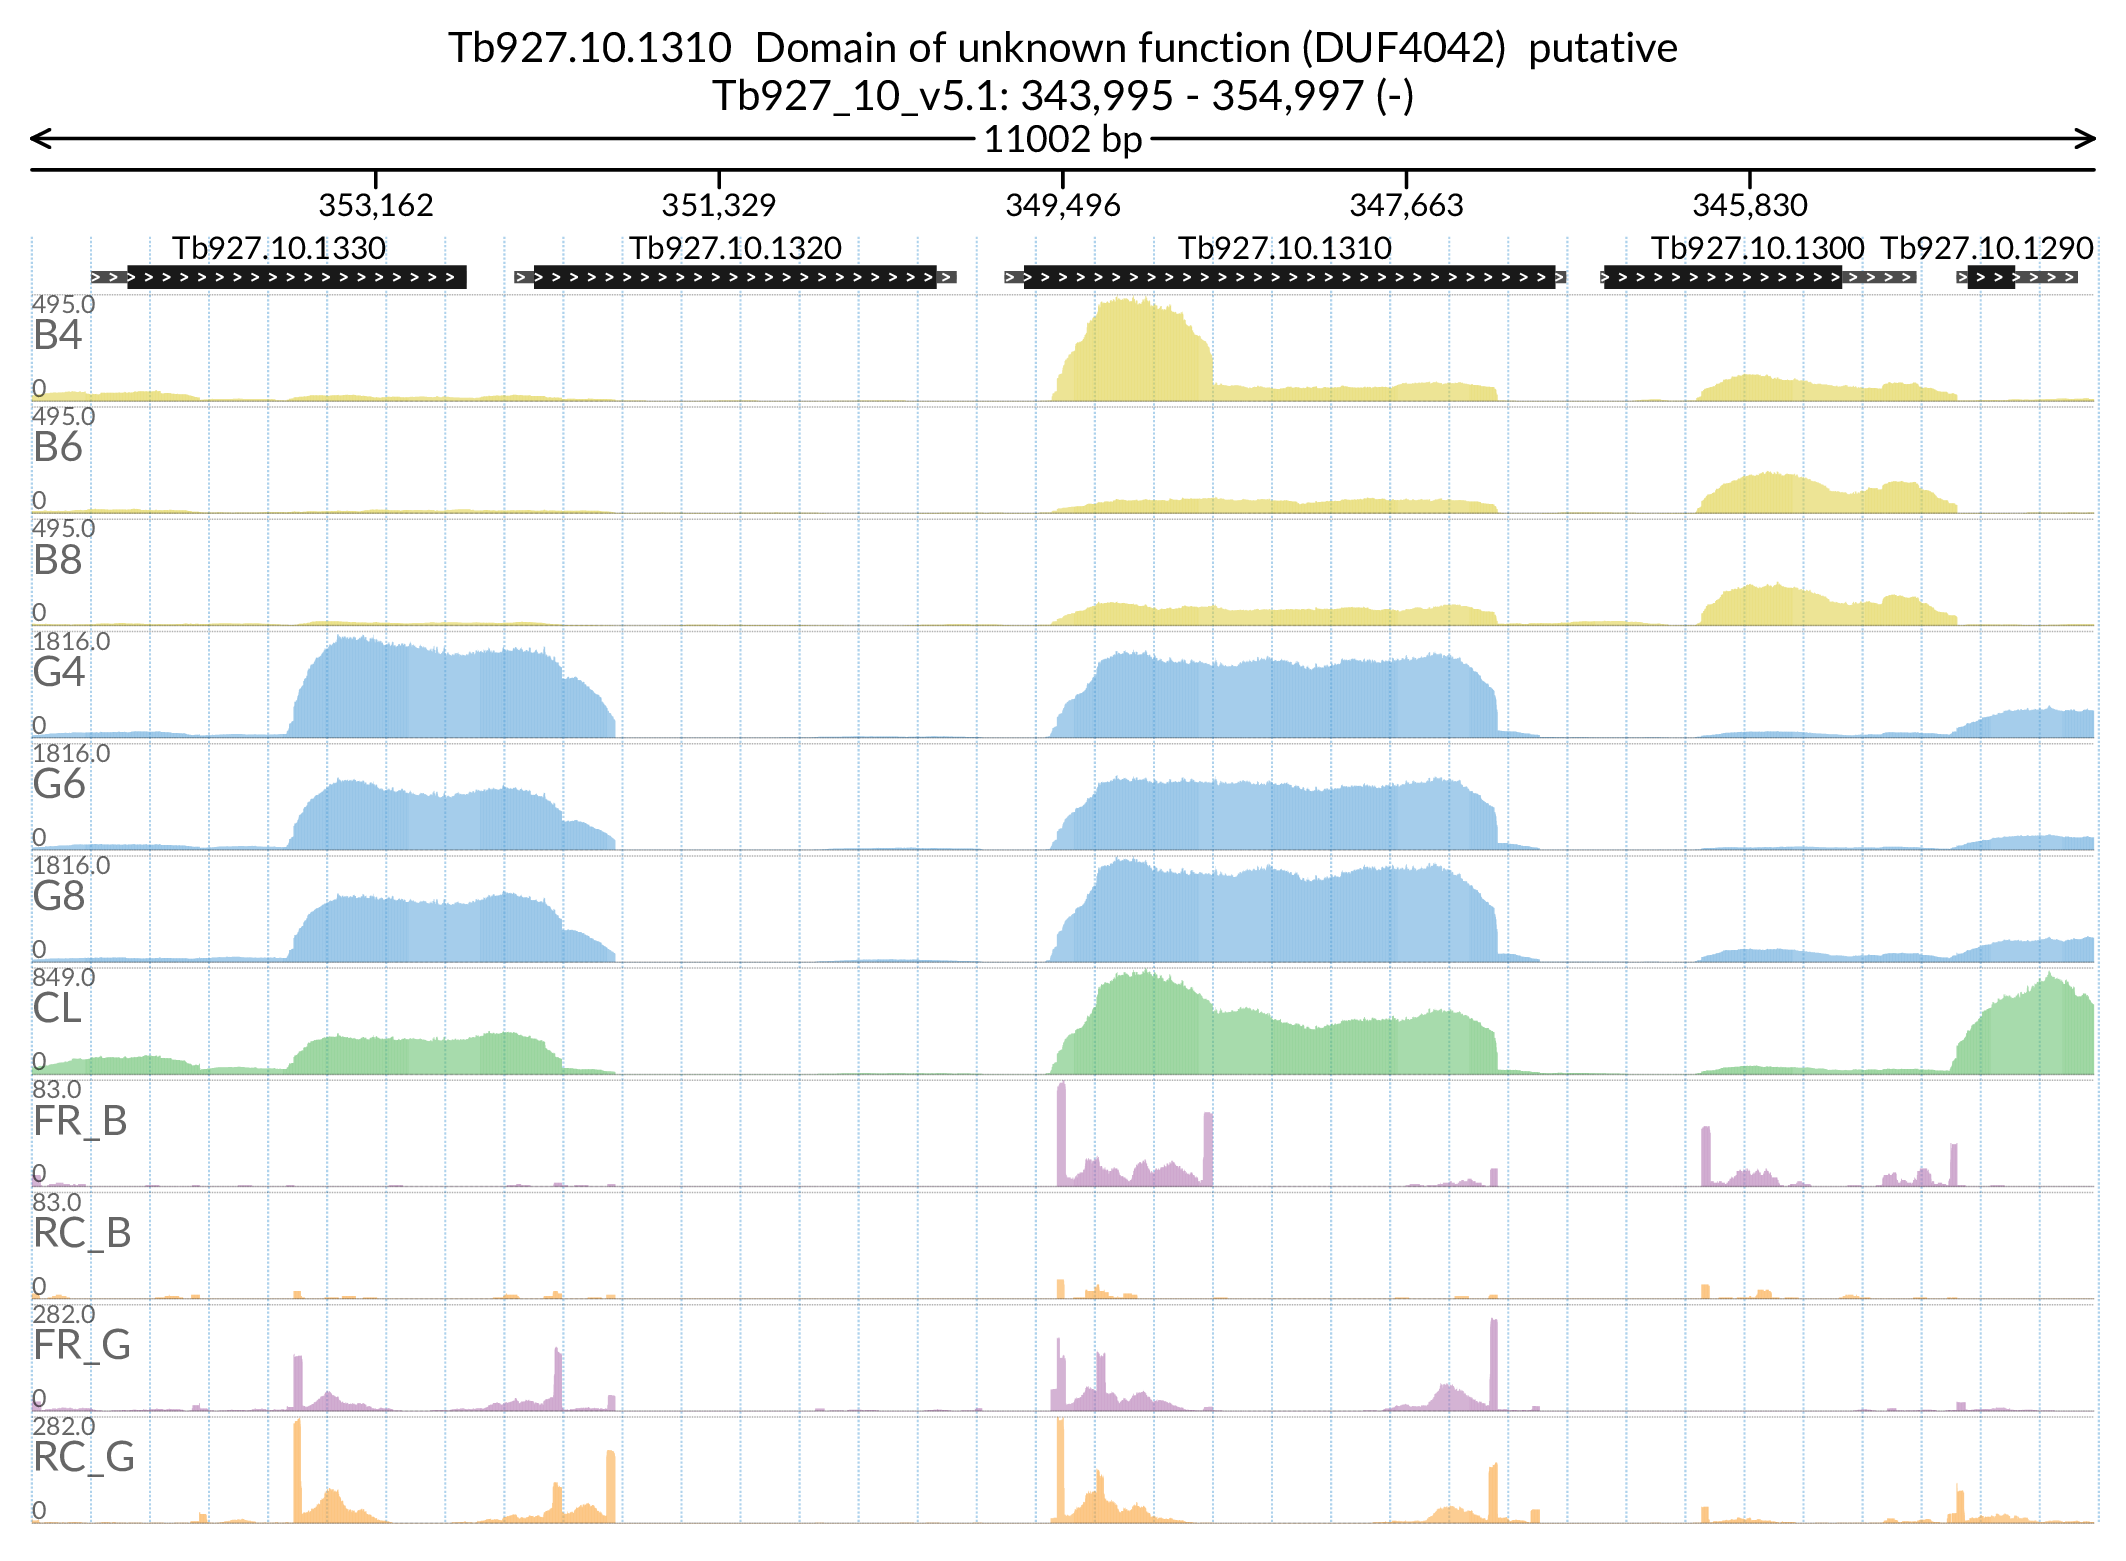 Tb927.10.1310 Domain of unknown function (DUF4042) putative
Tb927_10_v5.1: 343,995 - 354,997 (-)
11002 bp
353,162 351,329 349,496 347,663 345,830
Tb927.10.1330 Tb927.10.1320 Tb927.10.1310 Tb927.10.1300 Tb927.10.1290
495.0
B4
0
495.0
B6
0
495.0
B8
0
1816.0
G4
0
1816.0
G6
0
1816.0
G8
0
849.0
CL
0
83.0
FR_B
0
83.0
RC_B
0
282.0
FR_G
0
282.0
RC_G
0